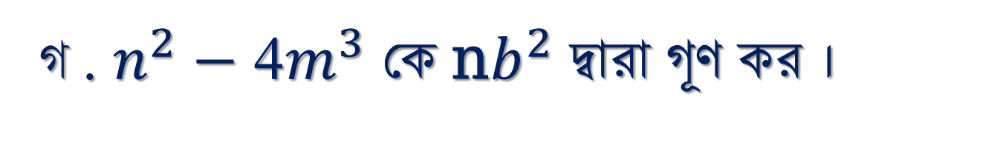 গ . n² − 4m³ কে nb² দ্বারা গূণ কর ।